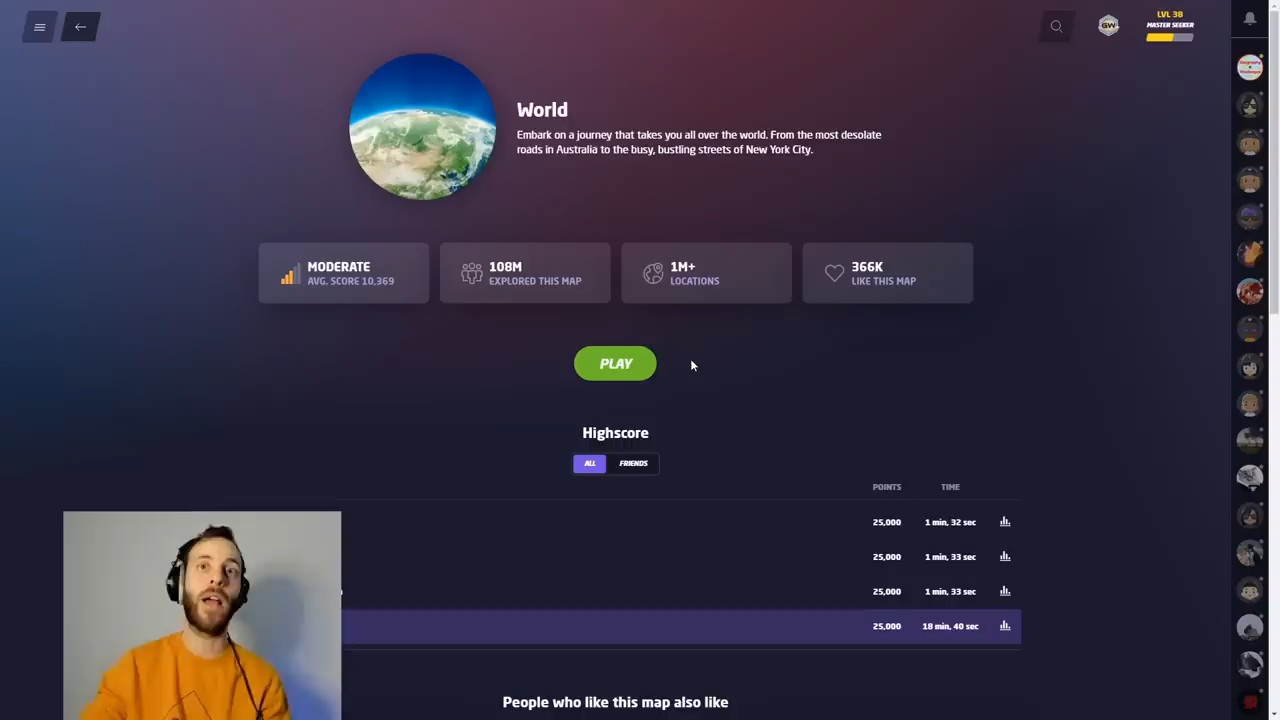 LVL 38
MASTER SEEKER
GW
World
Embark on a journey that takes you all over the world. From the most desolate
roads in Australia to the busy, bustling streets of New York City.
MODERATE
AVG. SCORE 10,369
108M
EXPLORED THIS MAP
1M+
LOCATIONS
366K
LIKE THIS MAP
PLAY
Highscore
ALL
FRIENDS
POINTS TIME
25,000 1 min, 32 sec
25,000 1 min, 33 sec
25,000 1 min, 33 sec
25,000 18 min, 40 sec
People who like this map also like